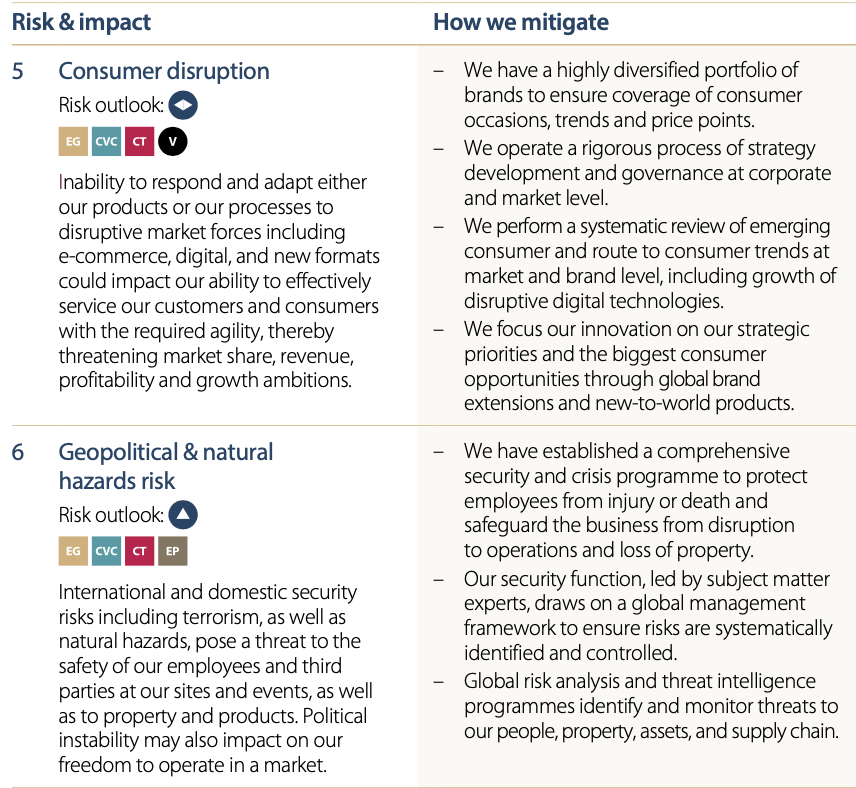 Risk & impact
How we mitigate
5 Consumer disruption
Risk outlook:
EG CVC CT V
Inability to respond and adapt either
our products or our processes to
disruptive market forces including
e-commerce, digital, and new formats
could impact our ability to effectively
service our customers and consumers
with the required agility, thereby
threatening market share, revenue,
profitability and growth ambitions.
– We have a highly diversified portfolio of
brands to ensure coverage of consumer
occasions, trends and price points.
– We operate a rigorous process of strategy
development and governance at corporate
and market level.
– We perform a systematic review of emerging
consumer and route to consumer trends at
market and brand level, including growth of
disruptive digital technologies.
– We focus our innovation on our strategic
priorities and the biggest consumer
opportunities through global brand
extensions and new-to-world products.
6 Geopolitical & natural
hazards risk
Risk outlook:
EG CVC CT EP
International and domestic security
risks including terrorism, as well as
natural hazards, pose a threat to the
safety of our employees and third
parties at our sites and events, as well
as to property and products. Political
instability may also impact on our
freedom to operate in a market.
– We have established a comprehensive
security and crisis programme to protect
employees from injury or death and
safeguard the business from disruption
to operations and loss of property.
– Our security function, led by subject matter
experts, draws on a global management
framework to ensure risks are systematically
identified and controlled.
– Global risk analysis and threat intelligence
programmes identify and monitor threats to
our people, property, assets, and supply chain.